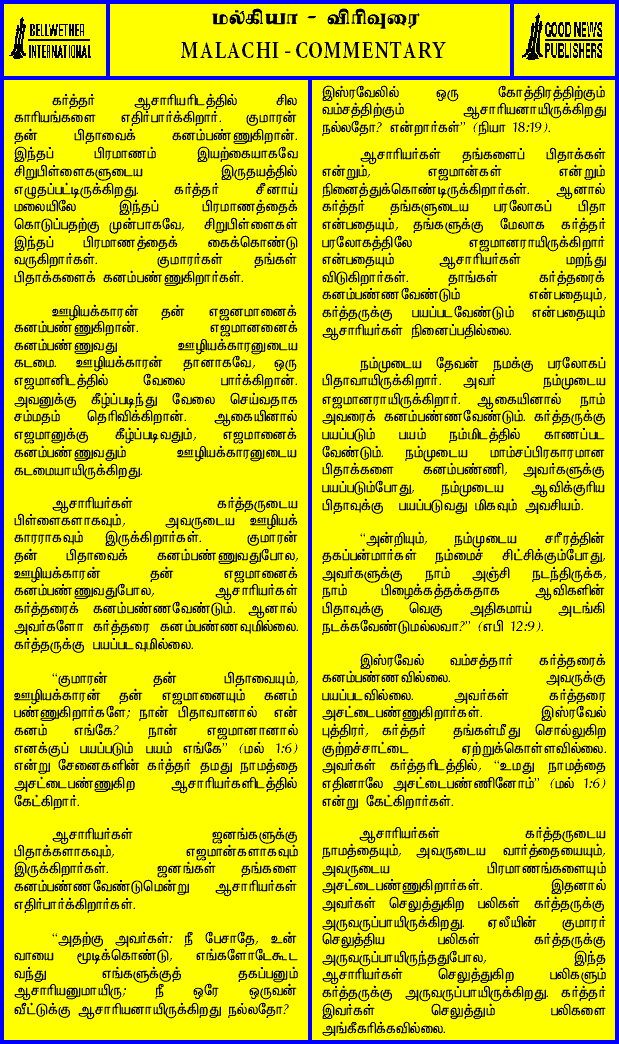 BELLWETHER
INTERNATIONAL
மல்கியா - விரிவுரை
MALACHI - COMMENTARY
GOOD NEWS
PUBLISHERS
கர்த்தர் ஆசாரியரிடத்தில் சில
காரியங்களை எதிர்பார்க்கிறார். குமாரன்
தன் பிதாவைக் கனம்பண்ணுகிறான்.
இந்தப் பிரமாணம் இயற்கையாகவே
சிறுபிள்ளைகளுடைய இருதயத்தில்
எழுதப்பட்டிருக்கிறது. கர்த்தர் சீனாய்
மலையிலே இந்தப் பிரமாணத்தைக்
கொடுப்பதற்கு முன்பாகவே, சிறுபிள்ளைகள்
இந்தப் பிரமாணத்தைக் கைக்கொண்டு
வருகிறார்கள். குமாரர்கள் தங்கள்
பிதாக்களைக் கனம்பண்ணுகிறார்கள்.
ஊழியக்காரன் தன் எஜனமானைக்
கனம்பண்ணுகிறான். எஜமானனைக்
கனம்பண்ணுவது ஊழியக்காரனுடைய
கடமை. ஊழியக்காரன் தானாகவே, ஒரு
எஜமானிடத்தில் வேலை பார்க்கிறான்.
அவனுக்கு கீழ்ப்படிந்து வேலை செய்வதாக
சம்மதம் தெரிவிக்கிறான். ஆகையினால்
எஜமானுக்கு கீழ்ப்படிவதும், எஜமானைக்
கனம்பண்ணுவதும் ஊழியக்காரனுடைய
கடமையாயிருக்கிறது.
ஆசாரியர்கள் கர்த்தருடைய
பிள்ளைகளாகவும், அவருடைய ஊழியக்
காரராகவும் இருக்கிறார்கள். குமாரன்
தன் பிதாவைக் கனம்பண்ணுவதுபோல,
ஊழியக்காரன் தன் எஜமானைக்
கனம்பண்ணுவதுபோல, ஆசாரியர்கள்
கர்த்தரைக் கனம்பண்ணவேண்டும். ஆனால்
அவர்களோ கர்த்தரை கனம்பண்ணவுமில்லை.
கர்த்தருக்கு பயப்படவுமில்லை.
“குமாரன் தன் பிதாவையும்,
ஊழியக்காரன் தன் எஜமானையும் கனம்
பண்ணுகிறார்களே; நான் பிதாவானால் என்
கனம் எங்கே? நான் எஜமானானால்
எனக்குப் பயப்படும் பயம் எங்கே” (மல் 1:6)
என்று சேனைகளின் கர்த்தர் தமது நாமத்தை
அசட்டைபண்ணுகிற ஆசாரியர்களிடத்தில்
கேட்கிறார்.
ஆசாரியர்கள் ஜனங்களுக்கு
பிதாக்களாகவும், எஜமான்களாகவும்
இருக்கிறார்கள். ஜனங்கள் தங்களை
கனம்பண்ணவேண்டுமென்று ஆசாரியர்கள்
எதிர்பார்க்கிறார்கள்.
“அதற்கு அவர்கள்: நீ பேசாதே, உன்
வாயை மூடிக்கொண்டு, எங்களோடேகூட
வந்து எங்களுக்குத் தகப்பனும்
ஆசாரியனுமாயிரு; நீ ஒரே ஒருவன்
வீட்டுக்கு ஆசாரியனாயிருக்கிறது நல்லதோ?
இஸ்ரவேலில் ஒரு கோத்திரத்திற்கும்
வம்சத்திற்கும் ஆசாரியனாயிருக்கிறது
நல்லதோ? என்றார்கள்” (நியா 18:19).
ஆசாரியர்கள் தங்களைப் பிதாக்கள்
என்றும், எஜமான்கள் என்றும்
நினைத்துக்கொண்டிருக்கிறார்கள். ஆனால்
கர்த்தர் தங்களுடைய பரலோகப் பிதா
என்பதையும், தங்களுக்கு மேலாக கர்த்தர்
பரலோகத்திலே எஜமானராயிருக்கிறார்
என்பதையும் ஆசாரியர்கள் மறந்து
விடுகிறார்கள். தாங்கள் கர்த்தரைக்
கனம்பண்ணவேண்டும் என்பதையும்,
கர்த்தருக்கு பயப்படவேண்டும் என்பதையும்
ஆசாரியர்கள் நினைப்பதில்லை.
நம்முடைய தேவன் நமக்கு பரலோகப்
பிதாவாயிருக்கிறார். அவர் நம்முடைய
எஜமானராயிருக்கிறார். ஆகையினால் நாம்
அவரைக் கனம்பண்ணவேண்டும். கர்த்தருக்கு
பயப்படும் பயம் நம்மிடத்தில் காணப்பட
வேண்டும். நம்முடைய மாம்சப்பிரகாரமான
பிதாக்களை கனம்பண்ணி, அவர்களுக்கு
பயப்படும்போது, நம்முடைய ஆவிக்குரிய
பிதாவுக்கு பயப்படுவது மிகவும் அவசியம்.
“அன்றியும், நம்முடைய சரீரத்தின்
தகப்பன்மார்கள் நம்மைச் சிட்சிக்கும்போது,
அவர்களுக்கு நாம் அஞ்சி நடந்திருக்க,
நாம் பிழைக்கத்தக்கதாக ஆவிகளின்
பிதாவுக்கு வெகு அதிகமாய் அடங்கி
நடக்கவேண்டுமல்லவா?” (எபி 12:9).
இஸ்ரவேல் வம்சத்தார் கர்த்தரைக்
கனம்பண்ணவில்லை. அவருக்கு
பயப்படவில்லை. அவர்கள் கர்த்தரை
அசட்டைபண்ணுகிறார்கள். இஸ்ரவேல்
புத்திரர், கர்த்தர் தங்கள்மீது சொல்லுகிற
குற்றச்சாட்டை ஏற்றுக்கொள்ளவில்லை.
அவர்கள் கர்த்தரிடத்தில், “உமது நாமத்தை
எதினாலே அசட்டைபண்ணினோம்” (மல் 1:6)
என்று கேட்கிறார்கள்.
ஆசாரியர்கள் கர்த்தருடைய
நாமத்தையும், அவருடைய வார்த்தையையும்,
அவருடைய பிரமாணங்களையும்
அசட்டைபண்ணுகிறார்கள். இதனால்
அவர்கள் செலுத்துகிற பலிகள் கர்த்தருக்கு
அருவருப்பாயிருக்கிறது. ஏலீயின் குமாரர்
செலுத்திய பலிகள் கர்த்தருக்கு
அருவருப்பாயிருந்ததுபோல, இந்த
ஆசாரியர்கள் செலுத்துகிற பலிகளும்
கர்த்தருக்கு அருவருப்பாயிருக்கிறது. கர்த்தர்
இவர்கள் செலுத்தும் பலிகளை
அங்கீகரிக்கவில்லை.